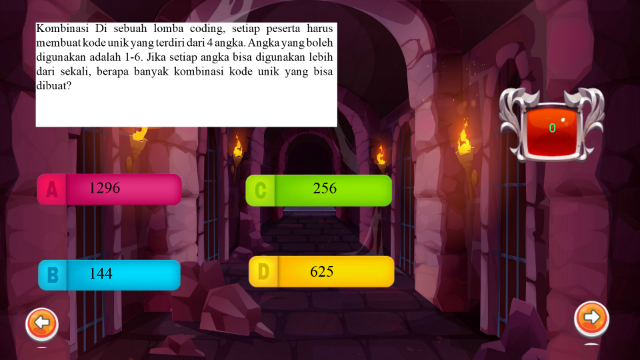 Kombinasi Di sebuah lomba coding, setiap peserta harus
membuat kode unik yang terdiri dari 4 angka. Angka yang boleh
digunakan adalah 1-6. Jika setiap angka bisa digunakan lebih
dari sekali, berapa banyak kombinasi kode unik yang bisa
dibuat?
0
A 1296
C 256
B 144
D 625